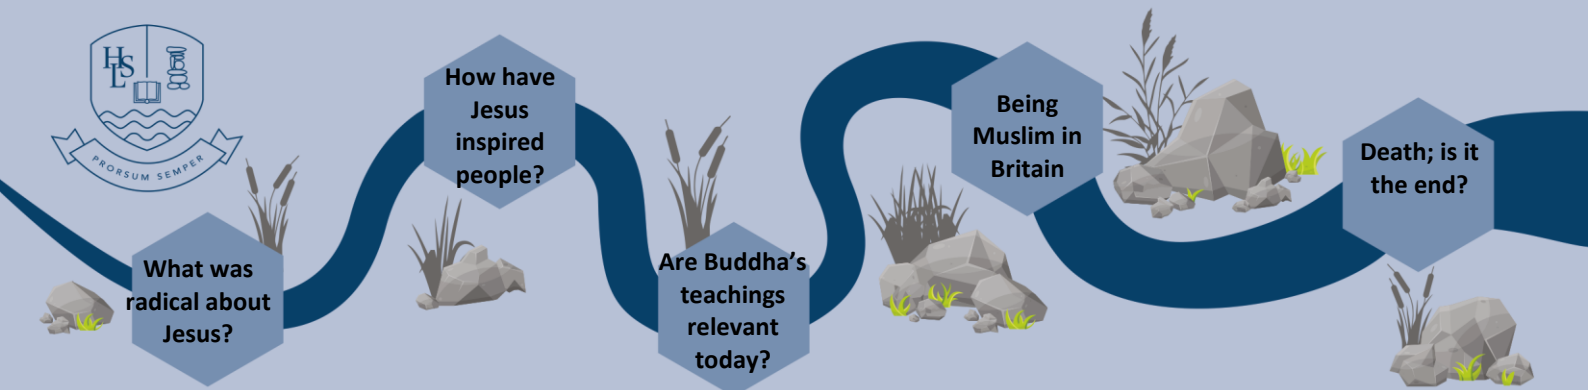 HLS
PRORSUM SEMPER
What was
radical about
Jesus?
How have
Jesus
inspired
people?
Are Buddha’s
teachings
relevant
today?
Being
Muslim in
Britain
Death; is it
the end?